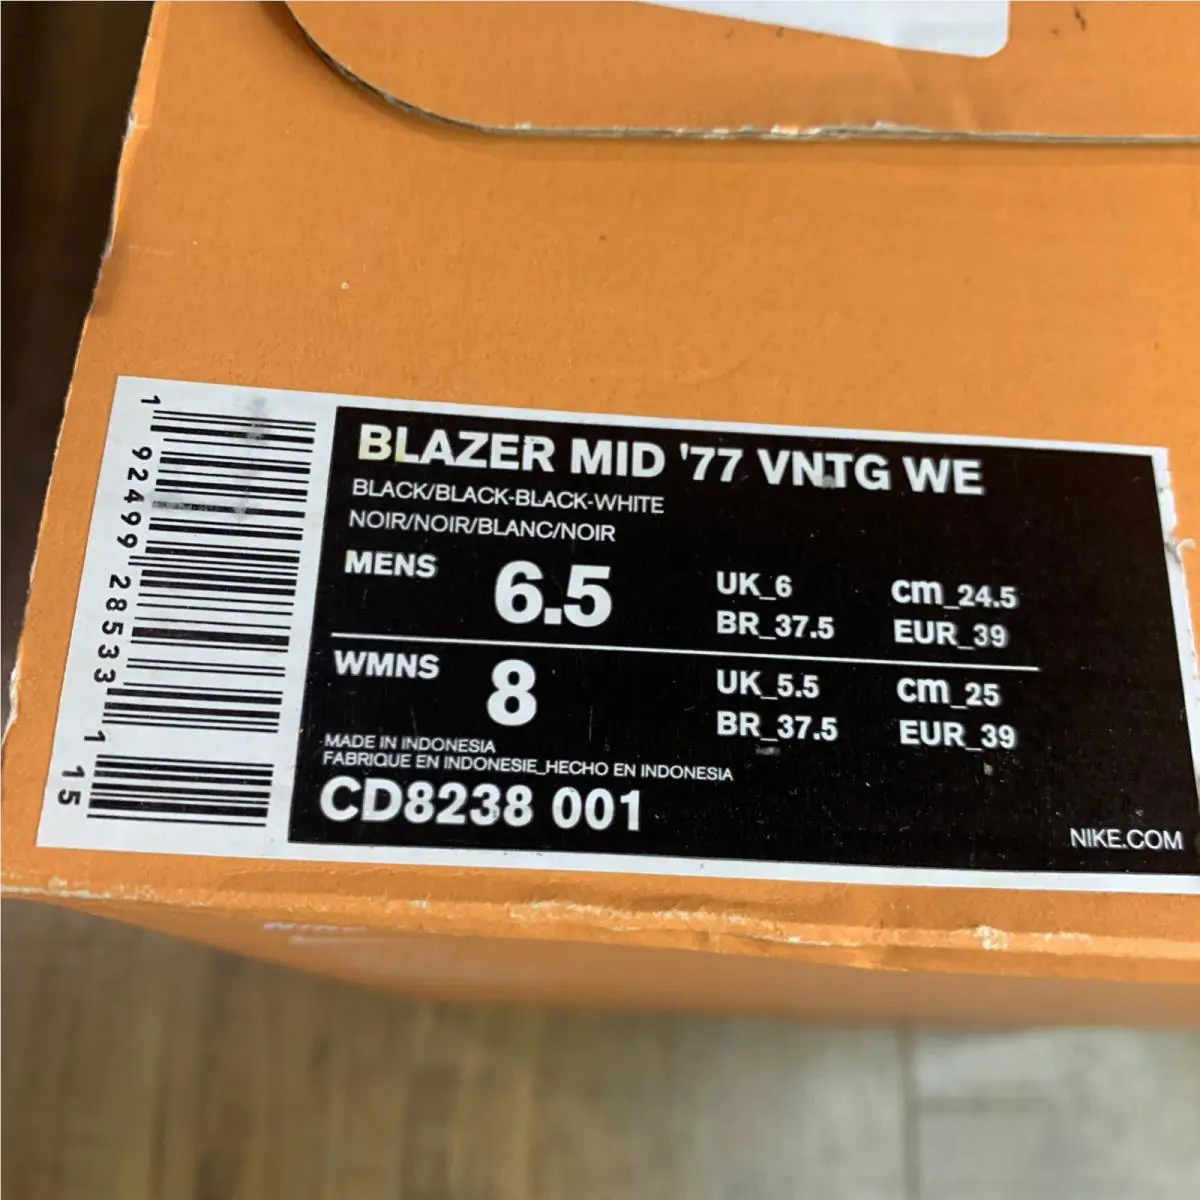 BLAZER MID '77 VNTG WE
BLACK/BLACK-BLACK-WHITE
NOIR/NOIR/BLANC/NOIR
MENS 6.5 UK_6 cm_24.5
BR_37.5 EUR_39
WMNS 8 UK_5.5 cm_25
BR_37.5 EUR_39
MADE IN INDONESIA
FABRIQUE EN INDONESIE_HECHO EN INDONESIA
CD8238 001
NIKE.COM
1 92499 28533 1 15